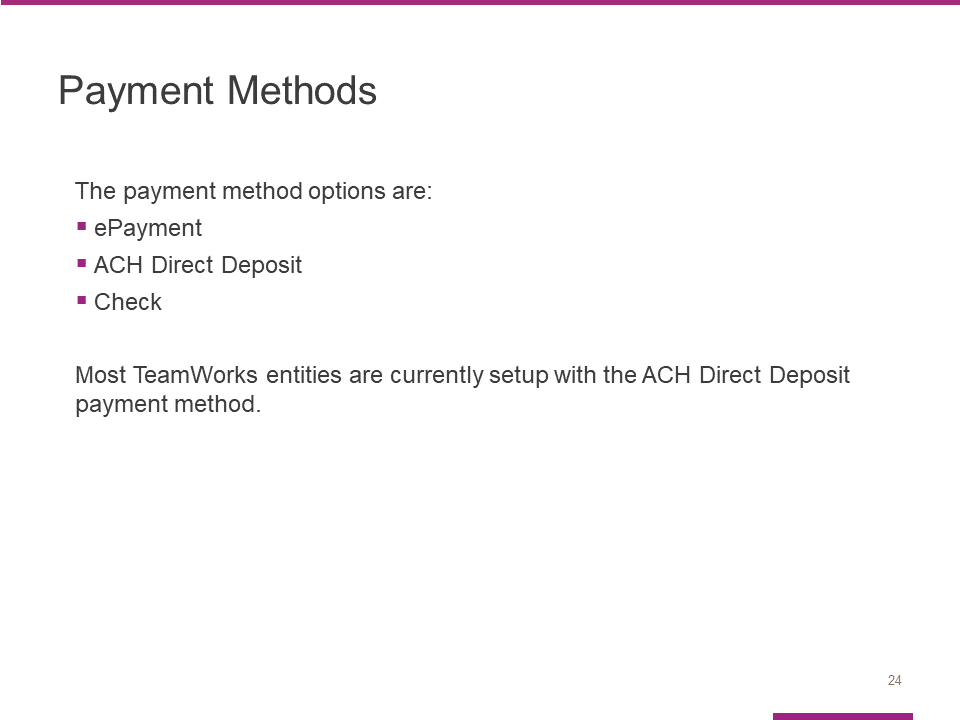 Payment Methods
The payment method options are:
▪ ePayment
▪ ACH Direct Deposit
▪ Check
Most TeamWorks entities are currently setup with the ACH Direct Deposit
payment method.
24